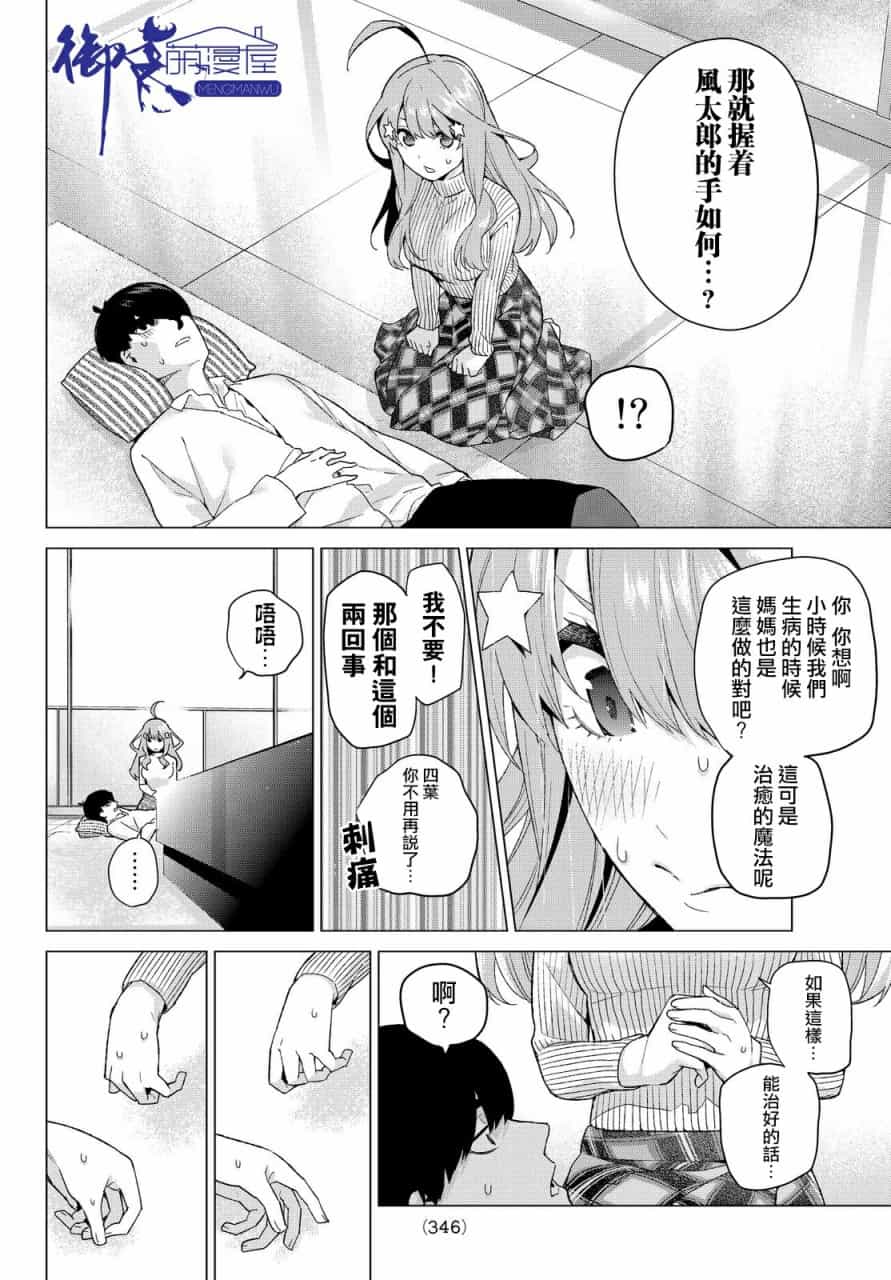 御書萌漫屋
MENGMANWU
那就握着
風太郎的手如何…?
!?
你 你想啊
小時候我們
生病的時候
媽媽也是
這麼做的對吧?
這可是
治癒的魔法呢
我不要!
那個和這個
兩回事
四葉
你不用再説了…
刺痛
唔唔…
…
如果這樣…
能治好的話…
啊?
(346)